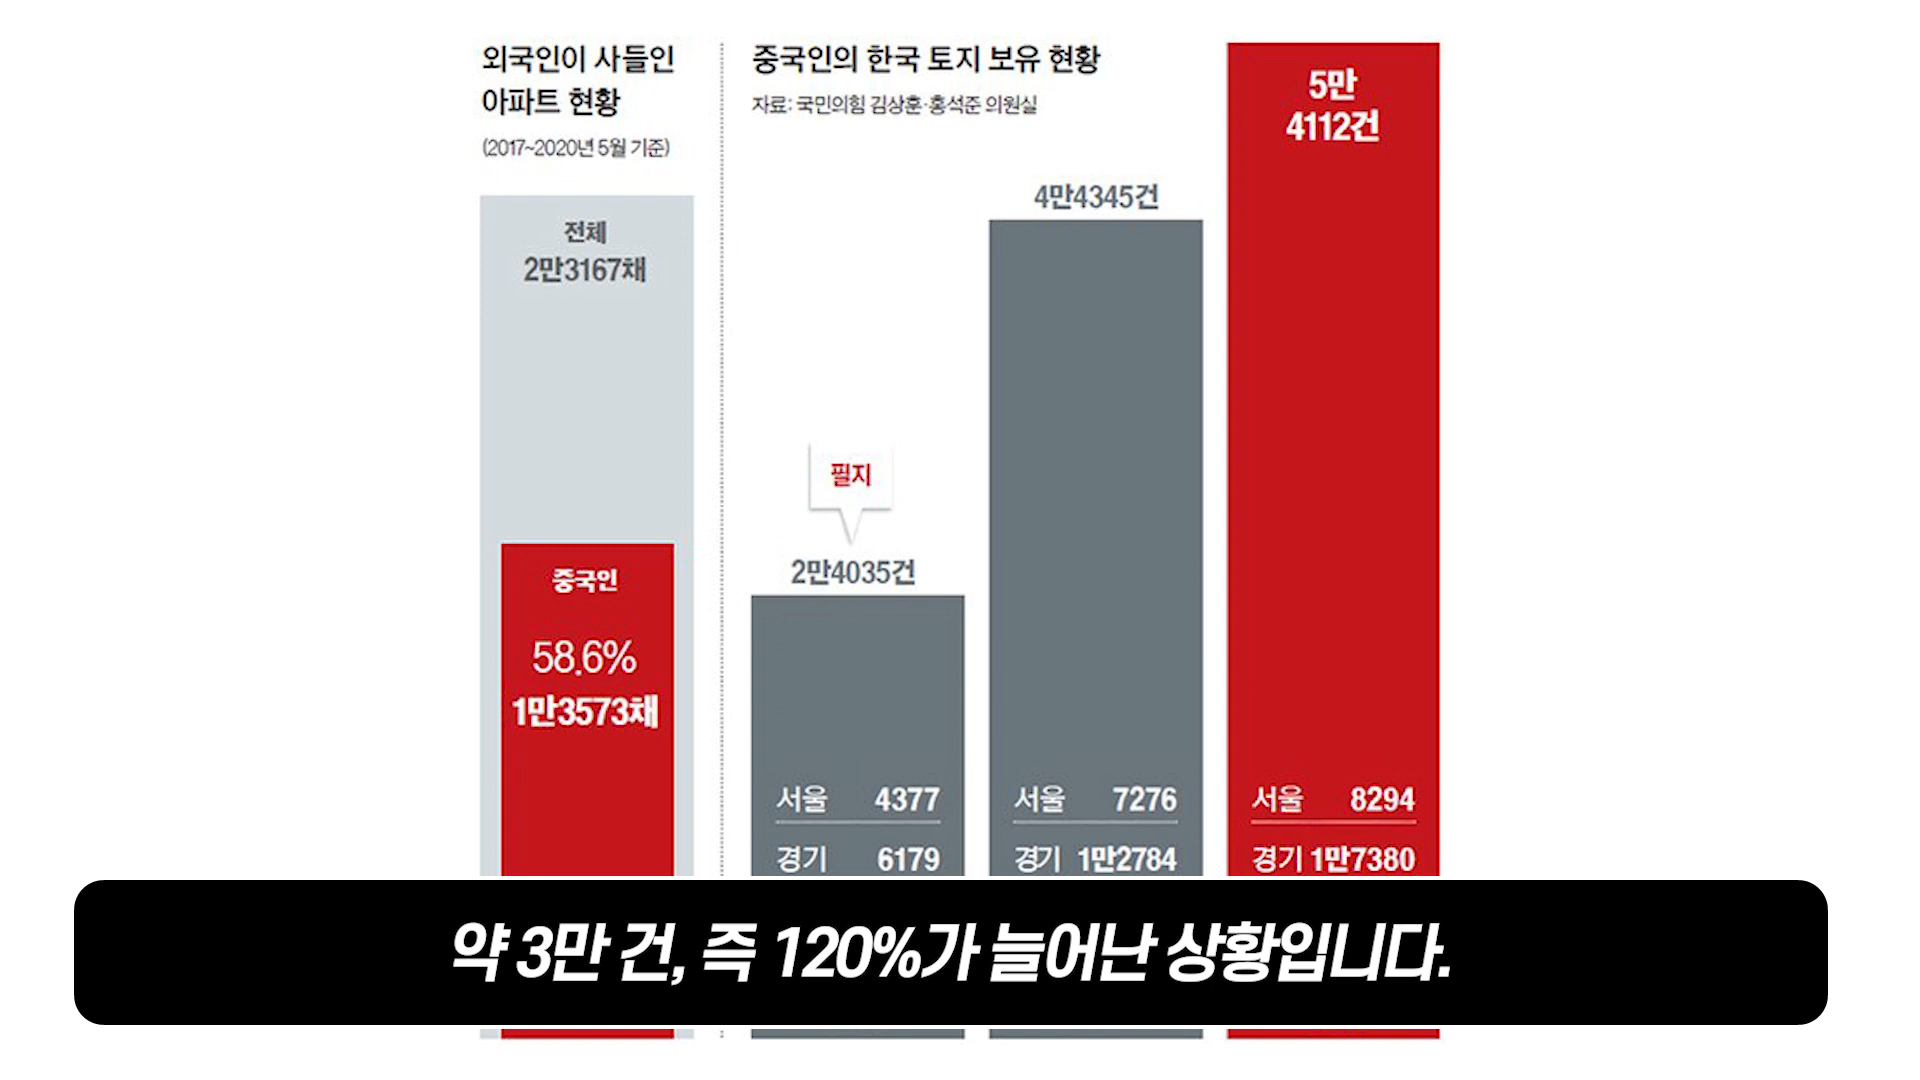 외국인이 사들인
아파트 현황
(2017~2020년 5월 기준)
전체
2만3167채
중국인
58.6%
1만3573채
중국인의 한국 토지 보유 현황
자료: 국민의힘 김상훈·홍석준 의원실
필지
2만4035건
서울 4377
경기 6179
4만4345건
서울 7276
경기 1만2784
5만
4112건
서울 8294
경기 1만7380
약 3만 건, 즉 120%가 늘어난 상황입니다.